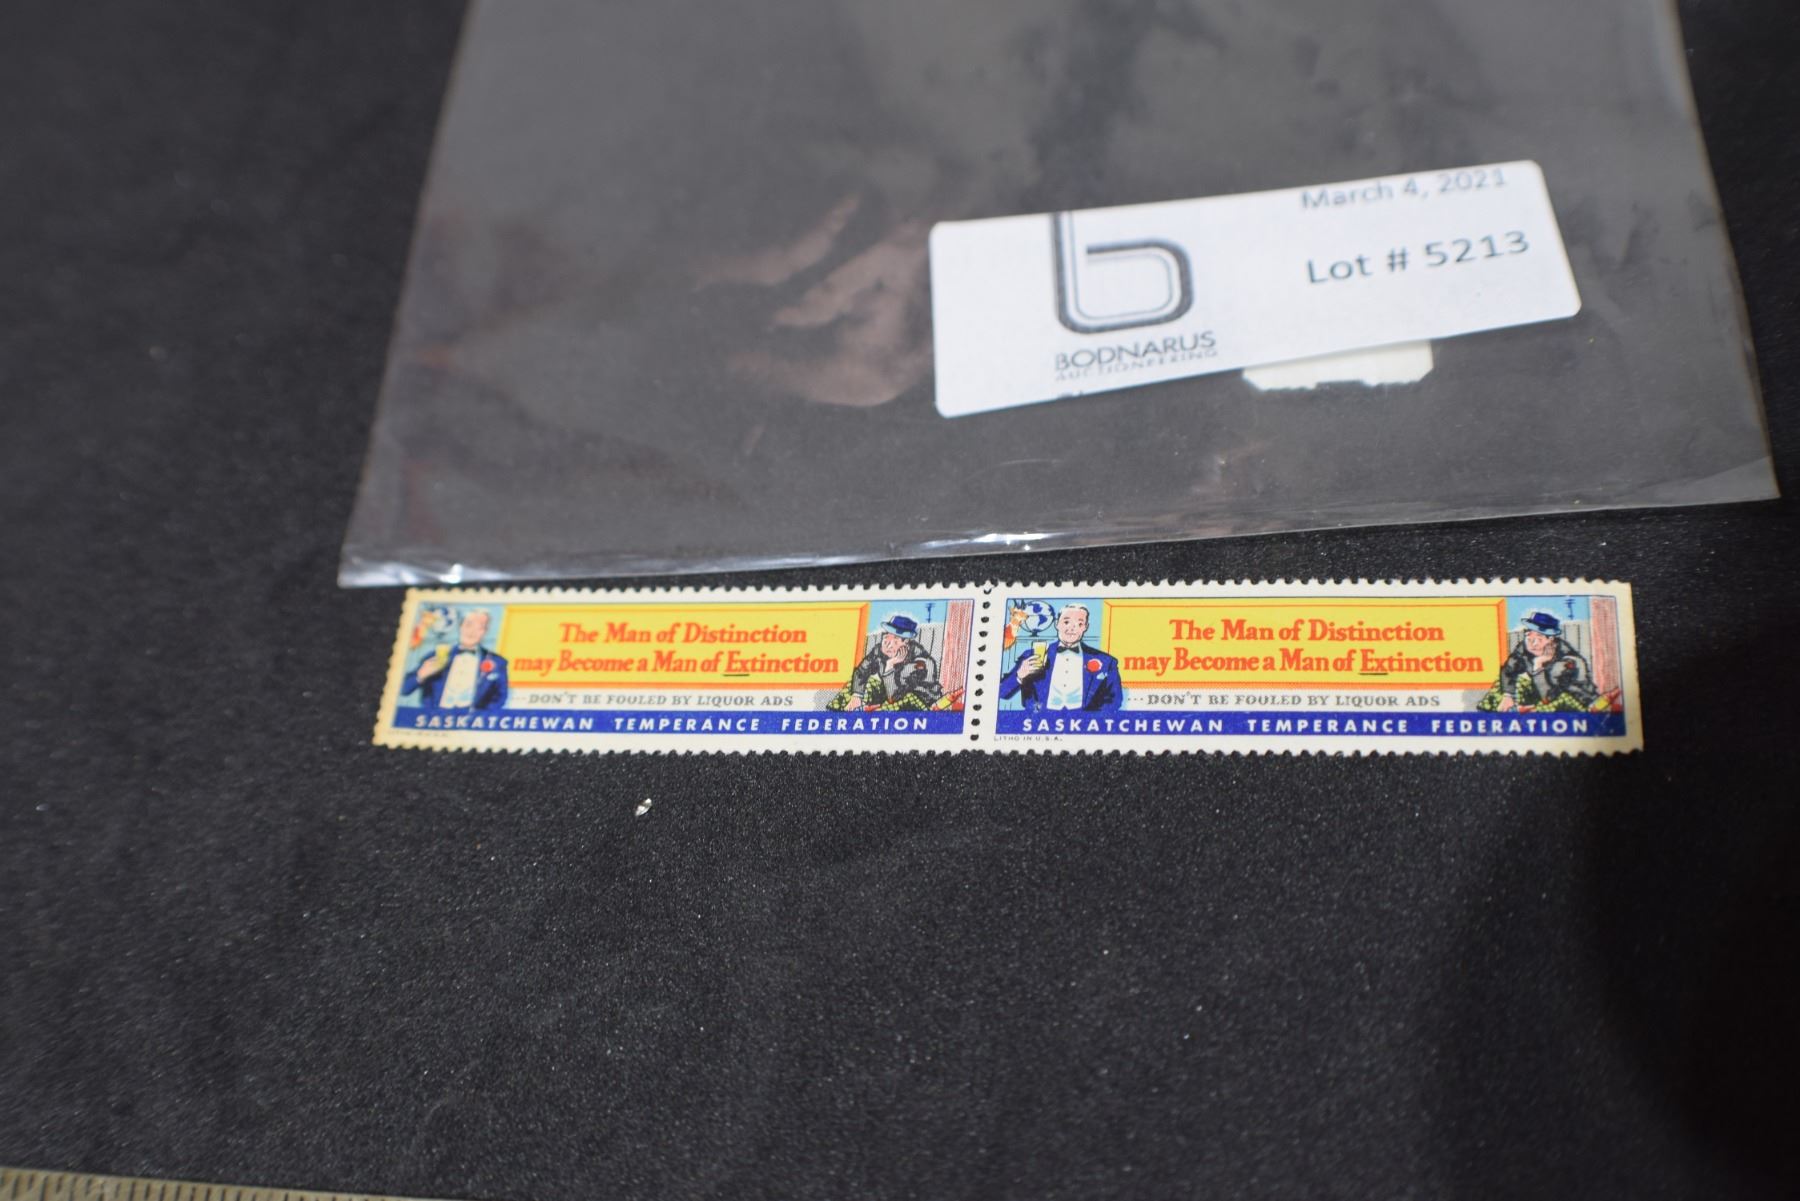 March 4, 2021
Lot # 5213
BODNARUS
AUCTIONEERING
The Man of Distinction
may Become a Man of Extinction
...DON'T BE FOOLED BY LIQUOR ADS
SASKATCHEWAN TEMPERANCE FEDERATION
LITHO IN U.S.A.
The Man of Distinction
may Become a Man of Extinction
...DON'T BE FOOLED BY LIQUOR ADS
SASKATCHEWAN TEMPERANCE FEDERATION
LITHO IN U.S.A.